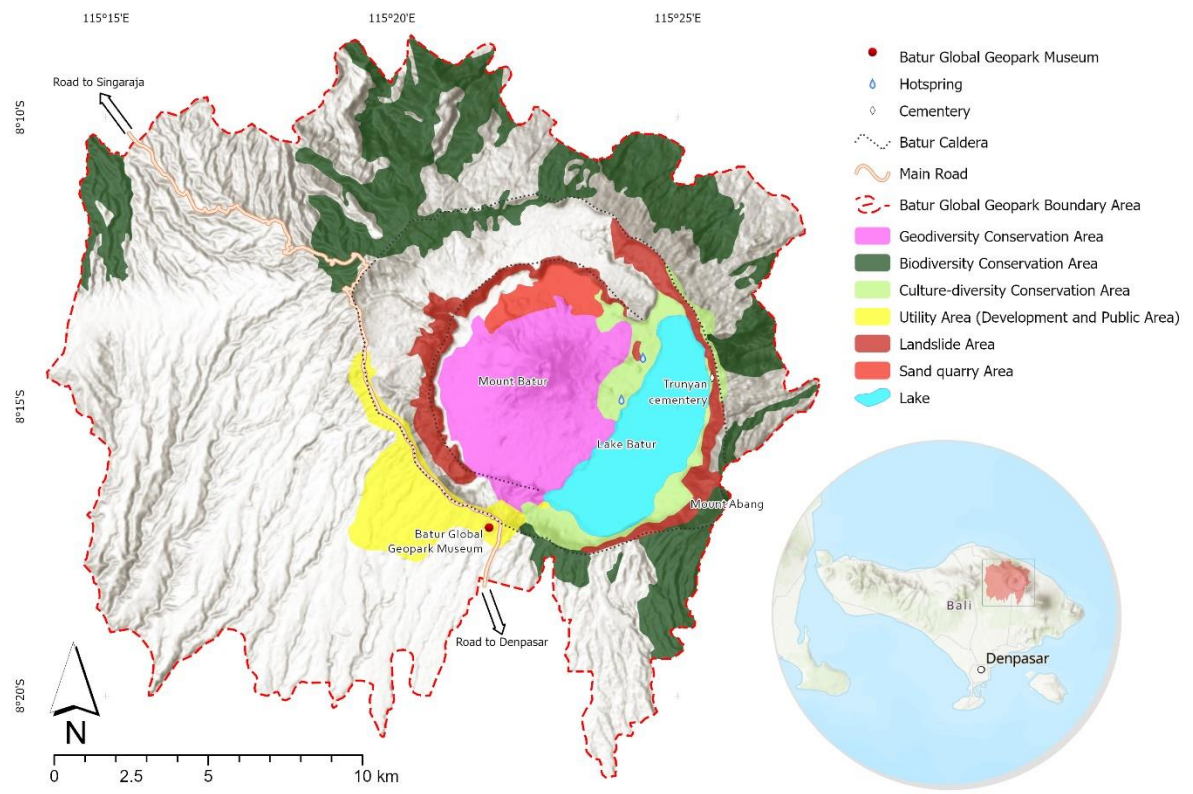 115°15'E
115°20'E
115°25'E
8°10'S
8°15'S
8°20'S
Road to Singaraja
Mount Batur
Trunyan
cementery
Lake Batur
Mount Abang
Batur Global
Geopark Museum
Road to Denpasar
N
0 2.5 5 10 km
Batur Global Geopark Museum
Hotspring
Cementery
Batur Caldera
Main Road
Batur Global Geopark Boundary Area
Geodiversity Conservation Area
Biodiversity Conservation Area
Culture-diversity Conservation Area
Utility Area (Development and Public Area)
Landslide Area
Sand quarry Area
Lake
Bali
Denpasar